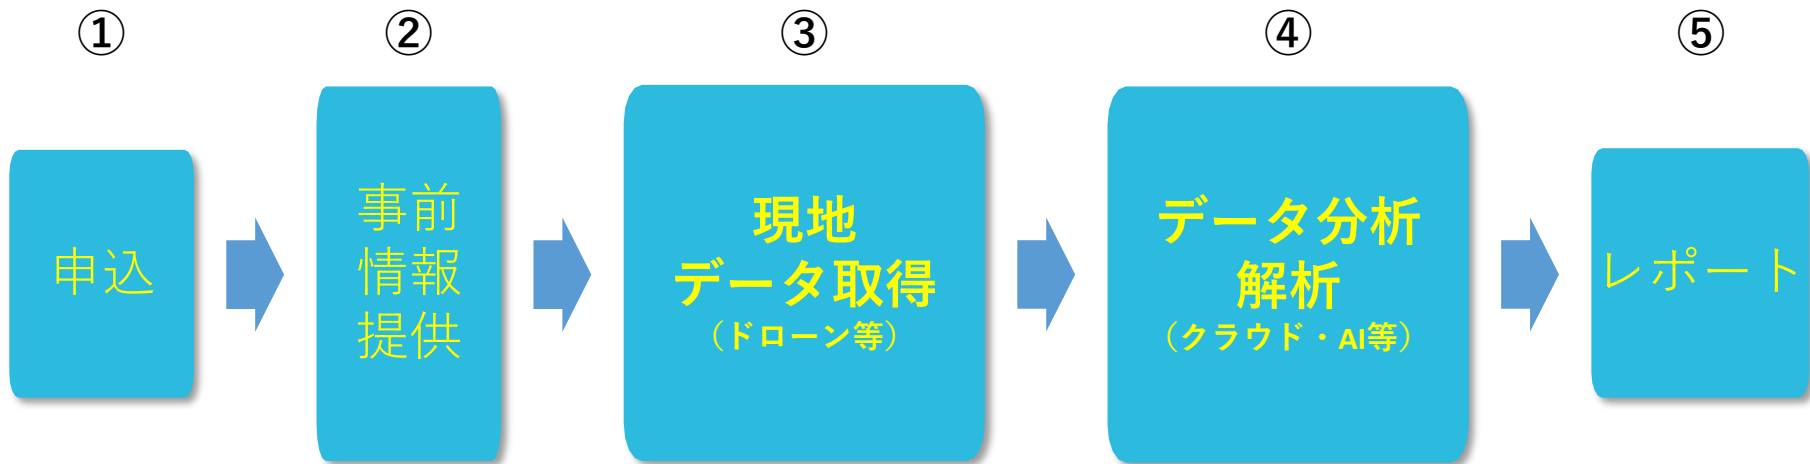 ①
②
③
④
⑤
申込
事前
情報
提供
現地
データ取得
（ドローン等）
データ分析
解析
（クラウド・AI等）
レポート